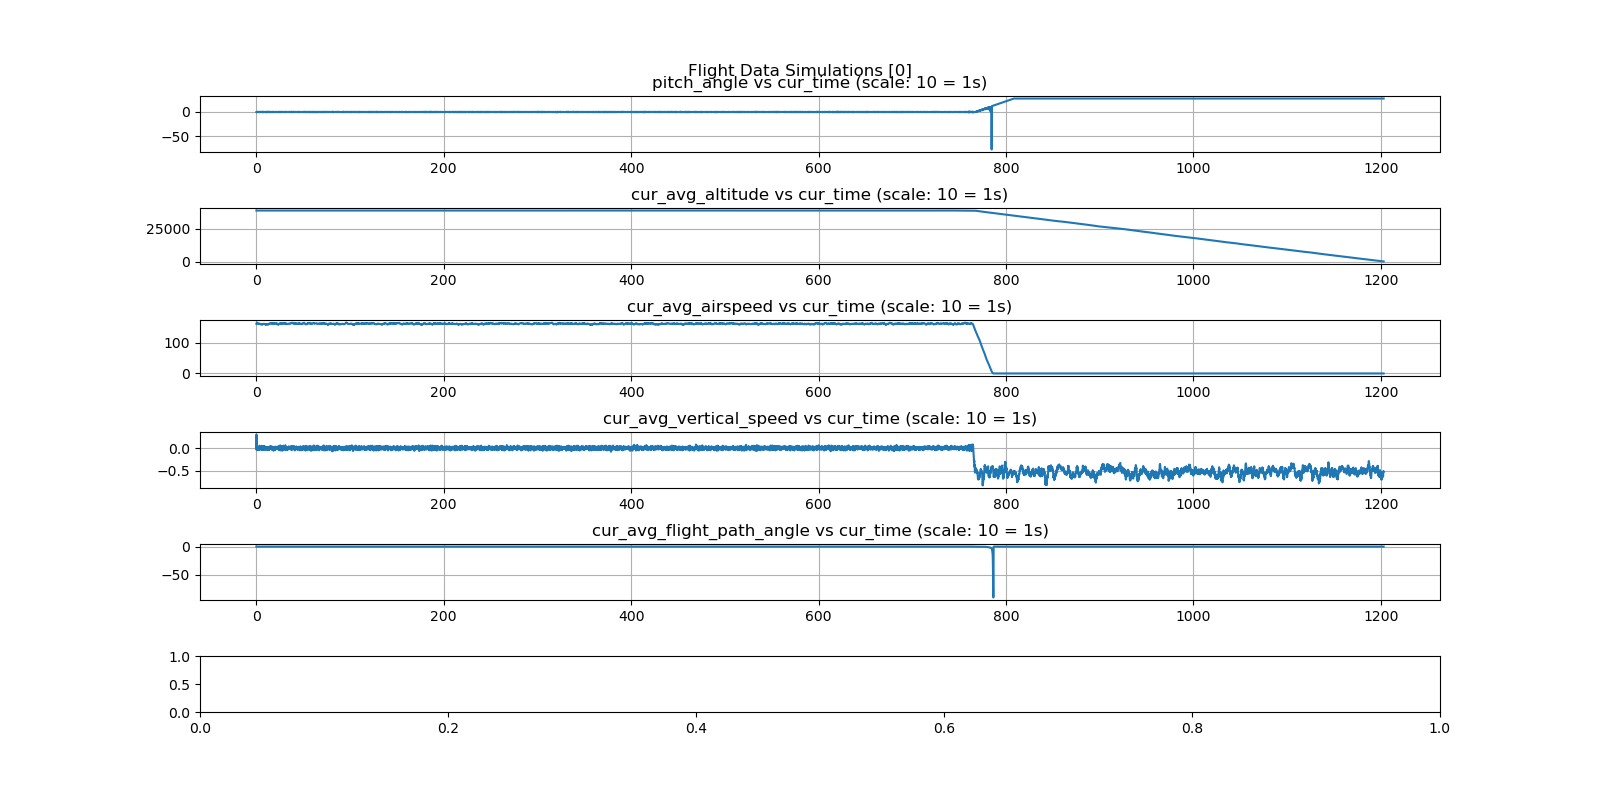 Flight Data Simulations [0]
pitch_angle vs cur_time (scale: 10 = 1s)
0
−50
0 200 400 600 800 1000 1200
cur_avg_altitude vs cur_time (scale: 10 = 1s)
25000
0
0 200 400 600 800 1000 1200
cur_avg_airspeed vs cur_time (scale: 10 = 1s)
100
0
0 200 400 600 800 1000 1200
cur_avg_vertical_speed vs cur_time (scale: 10 = 1s)
0.0
−0.5
0 200 400 600 800 1000 1200
cur_avg_flight_path_angle vs cur_time (scale: 10 = 1s)
0
−50
0 200 400 600 800 1000 1200
1.0
0.5
0.0
0.0 0.2 0.4 0.6 0.8 1.0